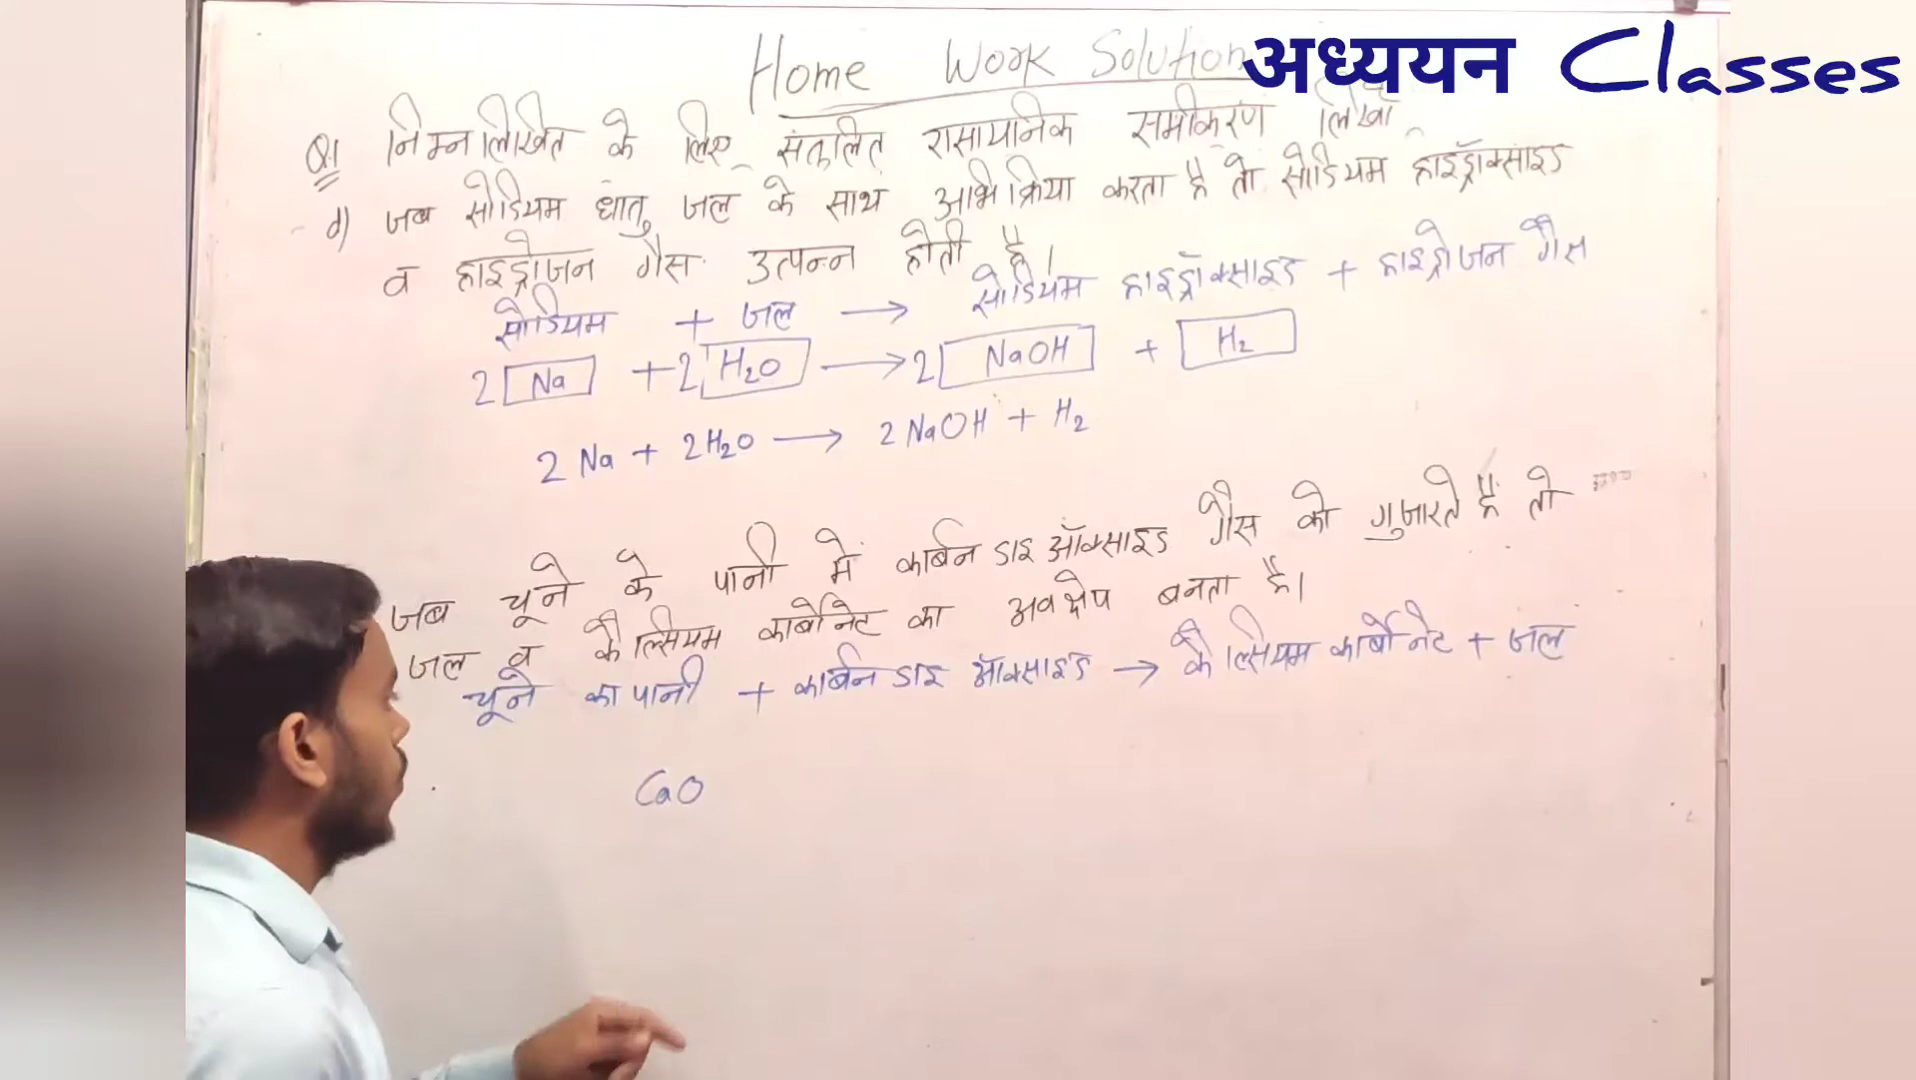 अध्ययन Classes
Home Work Solution
Q.1 निम्नलिखित के लिए संतुलित रासायनिक समीकरण लिखो
d) जब सोडियम धातु जल के साथ अभिक्रिया करता है तो सोडियम हाइड्रॉक्साइड
व हाइड्रोजन गैस उत्पन्न होती है।
सोडियम + जल → सोडियम हाइड्रॉक्साइड + हाइड्रोजन गैस
2 Na + 2 H₂O → 2 NaOH + H₂
2 Na + 2H₂O → 2 NaOH + H₂
जब चूने के पानी में कार्बन डाइ ऑक्साइड गैस को गुजारते हैं तो
जल व कैल्सियम कार्बोनेट का अवक्षेप बनता है।
चूने का पानी + कार्बन डाइ ऑक्साइड → कैल्सियम कार्बोनेट + जल
CaO